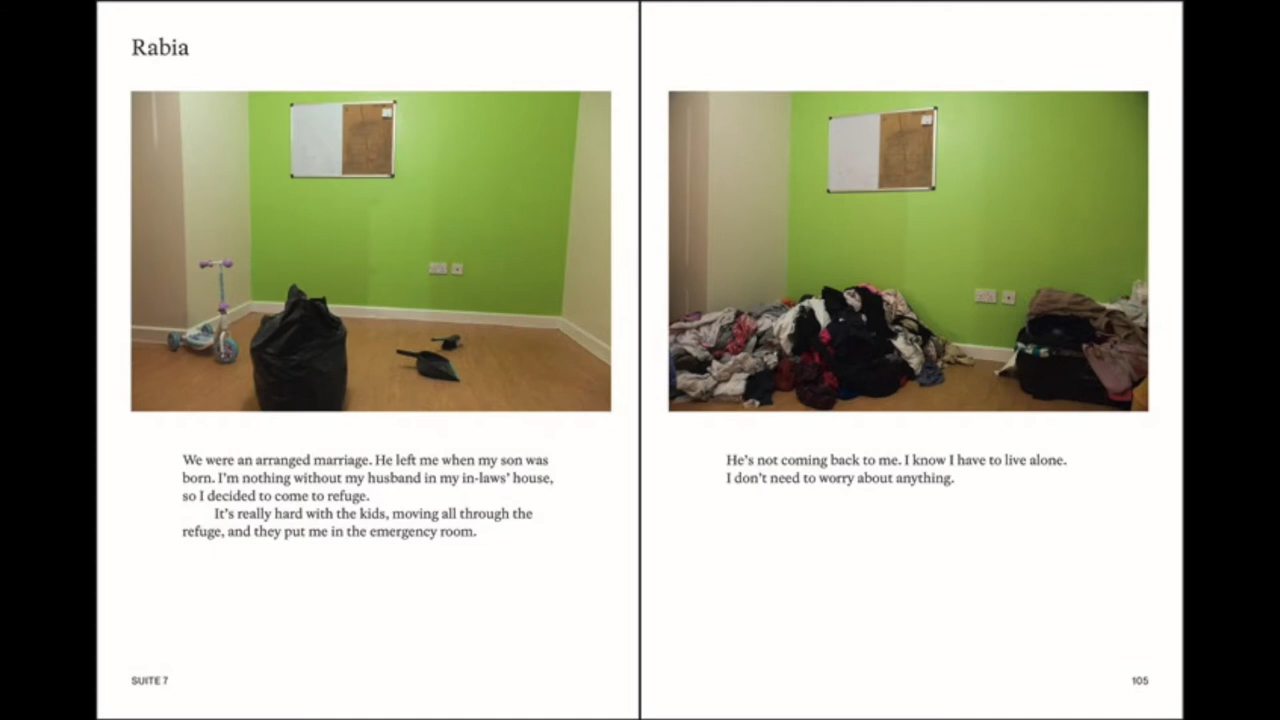 Rabia
We were an arranged marriage. He left me when my son was
born. I'm nothing without my husband in my in-laws' house,
so I decided to come to refuge.
It's really hard with the kids, moving all through the
refuge, and they put me in the emergency room.
SUITE 7
He's not coming back to me. I know I have to live alone.
I don't need to worry about anything.
105